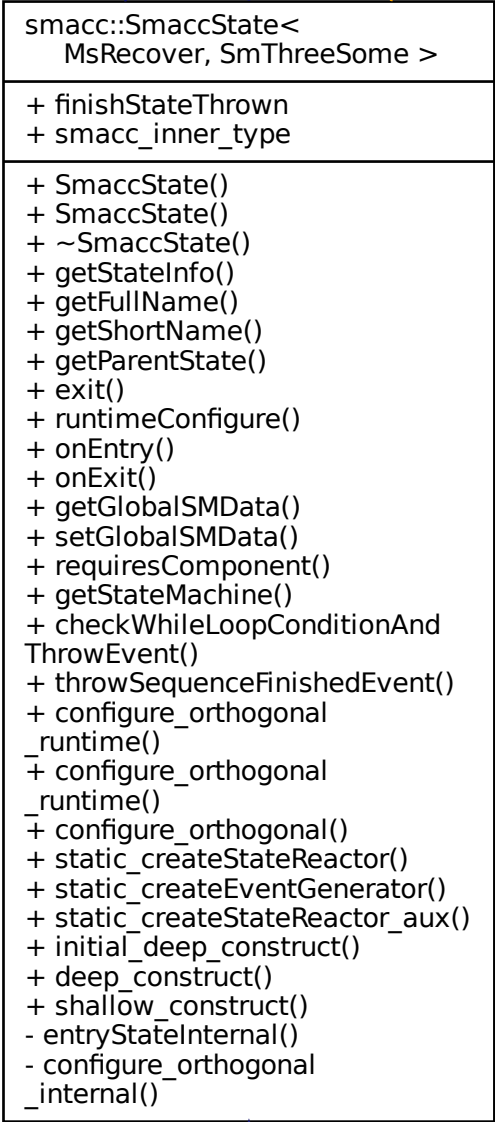 smacc::SmaccState<
MsRecover, SmThreeSome >
+ finishStateThrown
+ smacc_inner_type
+ SmaccState()
+ SmaccState()
+ ~SmaccState()
+ getStateInfo()
+ getFullName()
+ getShortName()
+ getParentState()
+ exit()
+ runtimeConfigure()
+ onEntry()
+ onExit()
+ getGlobalSMData()
+ setGlobalSMData()
+ requiresComponent()
+ getStateMachine()
+ checkWhileLoopConditionAnd
ThrowEvent()
+ throwSequenceFinishedEvent()
+ configure_orthogonal
_runtime()
+ configure_orthogonal
_runtime()
+ configure_orthogonal()
+ static_createStateReactor()
+ static_createEventGenerator()
+ static_createStateReactor_aux()
+ initial_deep_construct()
+ deep_construct()
+ shallow_construct()
- entryStateInternal()
- configure_orthogonal
_internal()